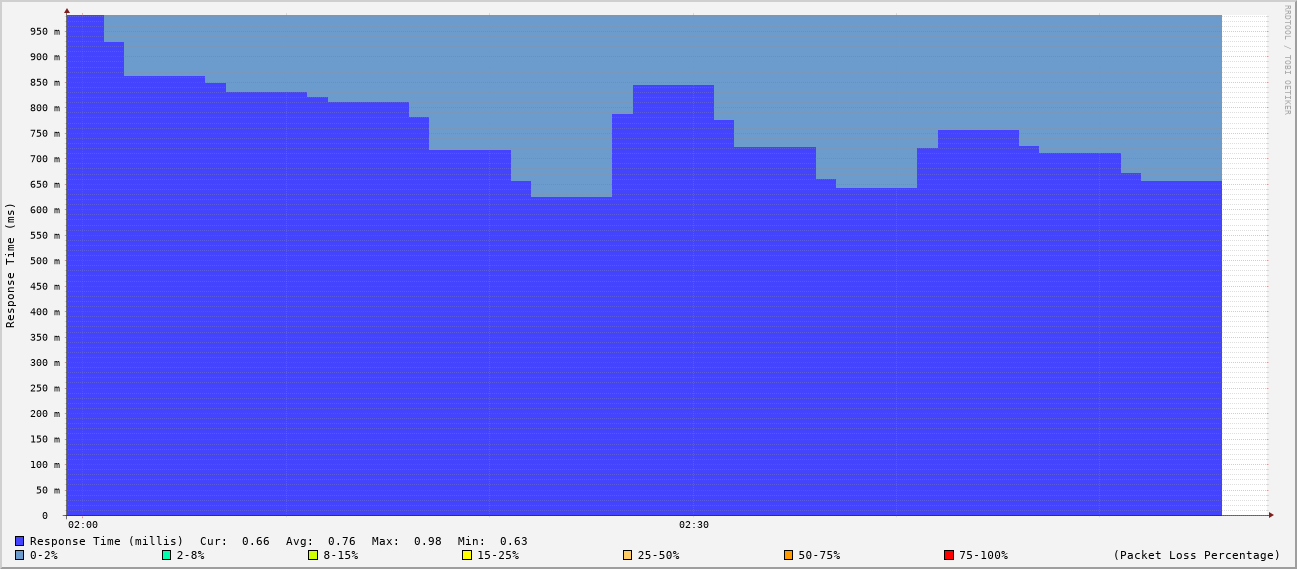 RRDTOOL / TOBI OETIKER
Response Time (ms)
950 m
900 m
850 m
800 m
750 m
700 m
650 m
600 m
550 m
500 m
450 m
400 m
350 m
300 m
250 m
200 m
150 m
100 m
50 m
0
02:00 02:30
Response Time (millis) Cur: 0.66 Avg: 0.76 Max: 0.98 Min: 0.63
0-2% 2-8% 8-15% 15-25% 25-50% 50-75% 75-100% (Packet Loss Percentage)